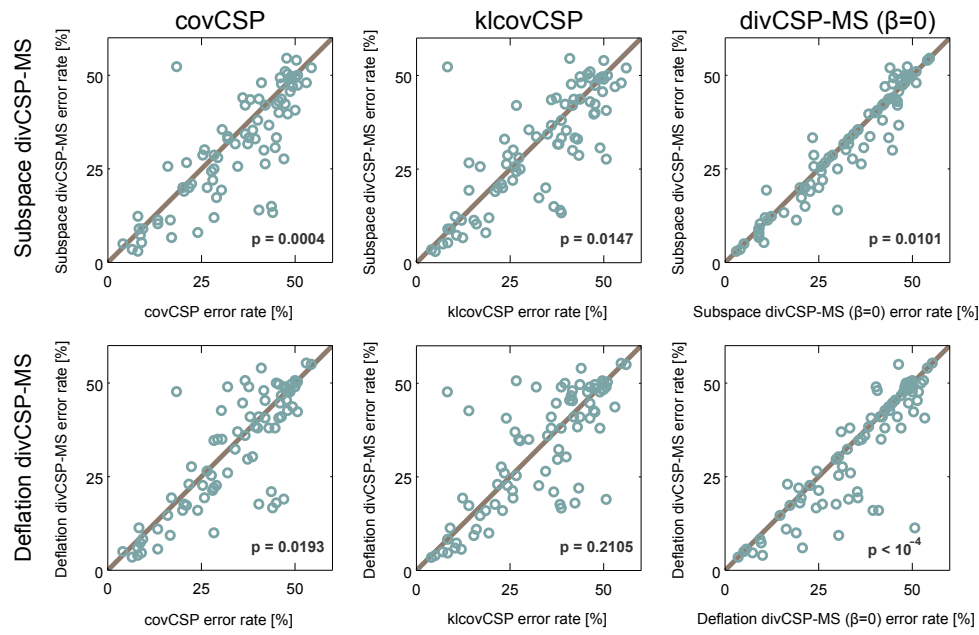 covCSP
klcovCSP
divCSP-MS (β=0)
Subspace divCSP-MS
Subspace divCSP-MS error rate [%]
50
25
0
0
25
50
p = 0.0004
covCSP error rate [%]
Subspace divCSP-MS error rate [%]
50
25
0
0
25
50
p = 0.0147
klcovCSP error rate [%]
Subspace divCSP-MS error rate [%]
50
25
0
0
25
50
p = 0.0101
Subspace divCSP-MS (β=0) error rate [%]
Deflation divCSP-MS
Deflation divCSP-MS error rate [%]
50
25
0
0
25
50
p = 0.0193
covCSP error rate [%]
Deflation divCSP-MS error rate [%]
50
25
0
0
25
50
p = 0.2105
klcovCSP error rate [%]
Deflation divCSP-MS error rate [%]
50
25
0
0
25
50
p < 10⁻⁴
Deflation divCSP-MS (β=0) error rate [%]